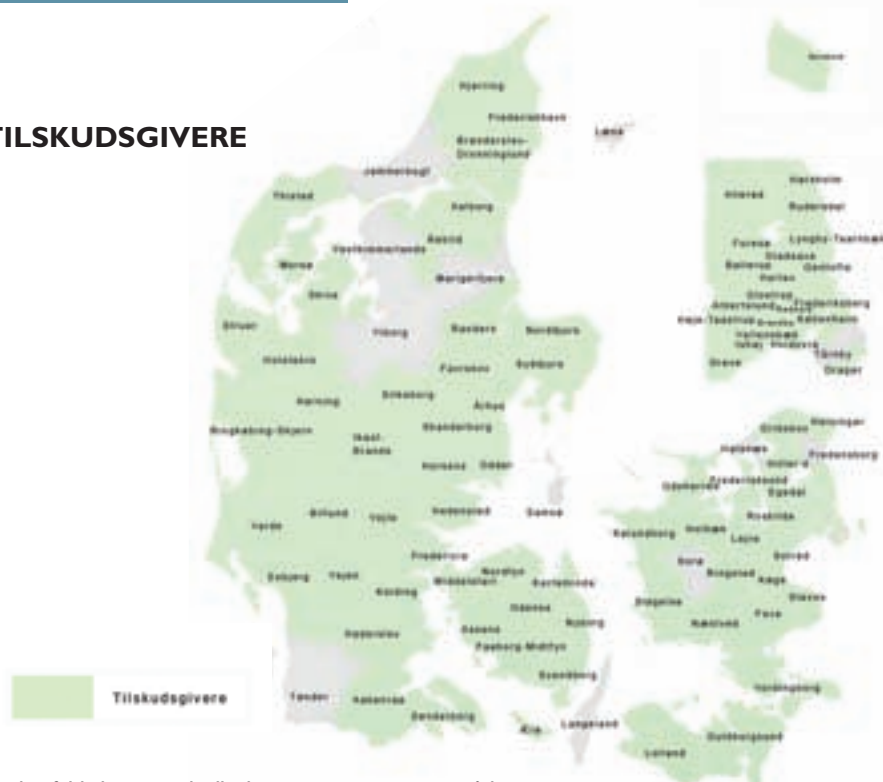 TILSKUDSGIVERE
Hjørring
Frederikshavn
Brønderslev-
Dronninglund
Læsø
Jammerbugt
Thisted
Aalborg
Vesthimmerlands
Rebild
Morsø
Mariagerfjord
Skive
Struer
Viborg
Randers
Norddjurs
Holstebro
Favrskov
Syddjurs
Silkeborg
Herning
Århus
Ringkøbing-Skjern
Ikast-
Brande
Skanderborg
Horsens
Odder
Hedensted
Samsø
Billund
Vejle
Varde
Fredericia
Esbjerg
Vejen
Kolding
Middelfart
Nordfyn
Kerteminde
Odense
Haderslev
Assens
Nyborg
Faaborg-Midtfyn
Svendborg
Tønder
Aabenraa
Sønderborg
Ærø
Langeland
Hørsholm
Allerød
Rudersdal
Furesø
Lyngby-Taarbæk
Gladsaxe
Ballerup
Gentofte
Herlev
Glostrup
Albertslund
Frederiksberg
Høje-Taastrup
København
Vallensbæk
Ishøj
Hvidovre
Tårnby
Greve
Dragør
Helsingør
Gribskov
Halsnæs
Hillerød
Fredensborg
Frederikssund
Odsherred
Egedal
Roskilde
Kalundborg
Holbæk
Lejre
Sorø
Solrød
Ringsted
Køge
Slagelse
Stevns
Næstved
Faxe
Vordingborg
Guldborgsund
Lolland
Tilskudsgivere